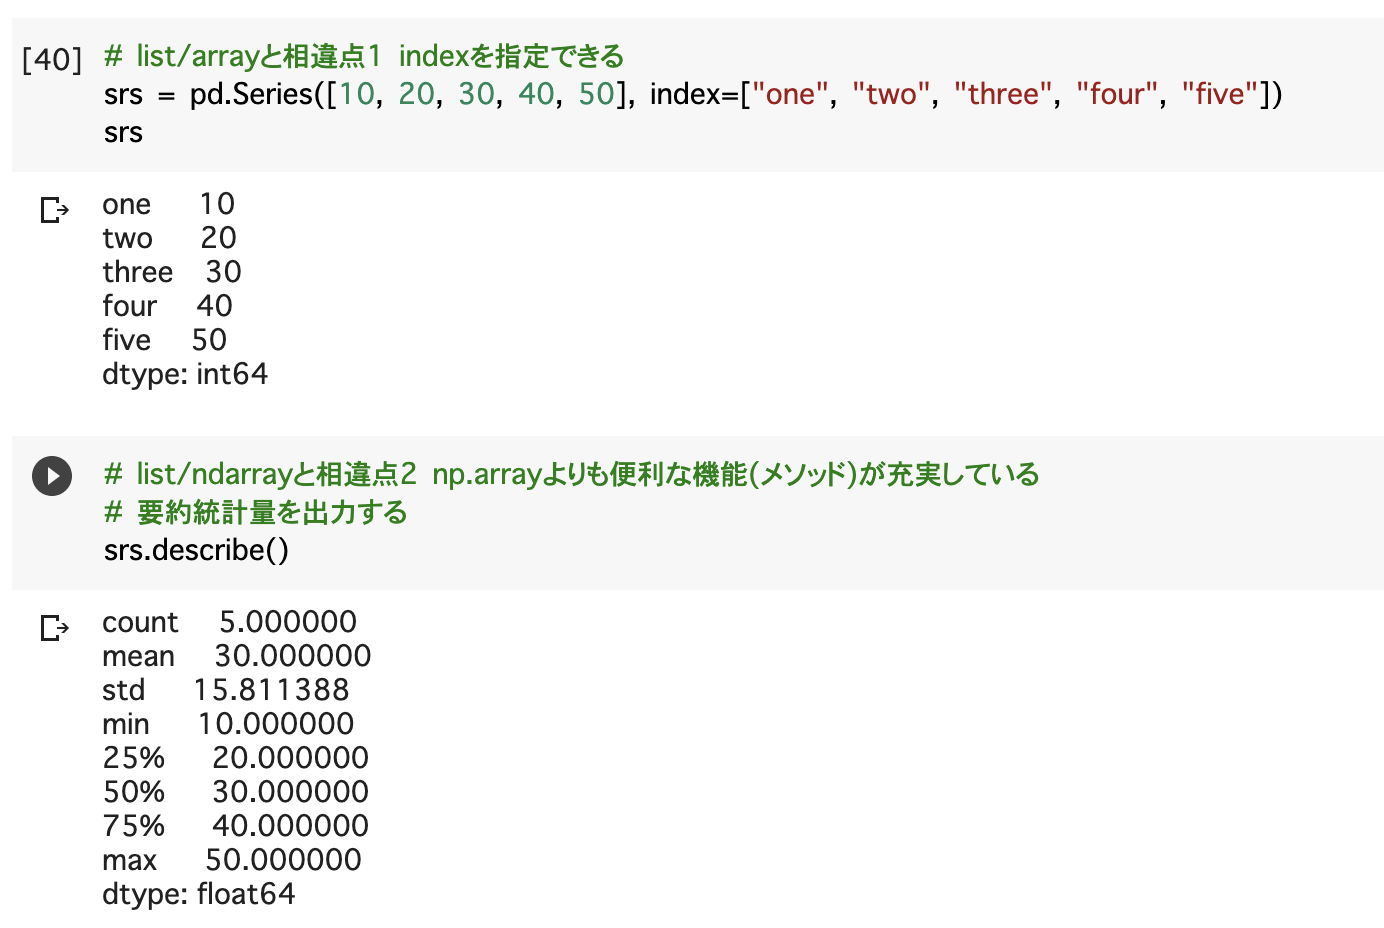 [40] # list/arrayと相違点1 indexを指定できる
srs = pd.Series([10, 20, 30, 40, 50], index=["one", "two", "three", "four", "five"])
srs
one 10
two 20
three 30
four 40
five 50
dtype: int64
# list/ndarrayと相違点2 np.arrayよりも便利な機能(メソッド)が充実している
# 要約統計量を出力する
srs.describe()
count 5.000000
mean 30.000000
std 15.811388
min 10.000000
25% 20.000000
50% 30.000000
75% 40.000000
max 50.000000
dtype: float64